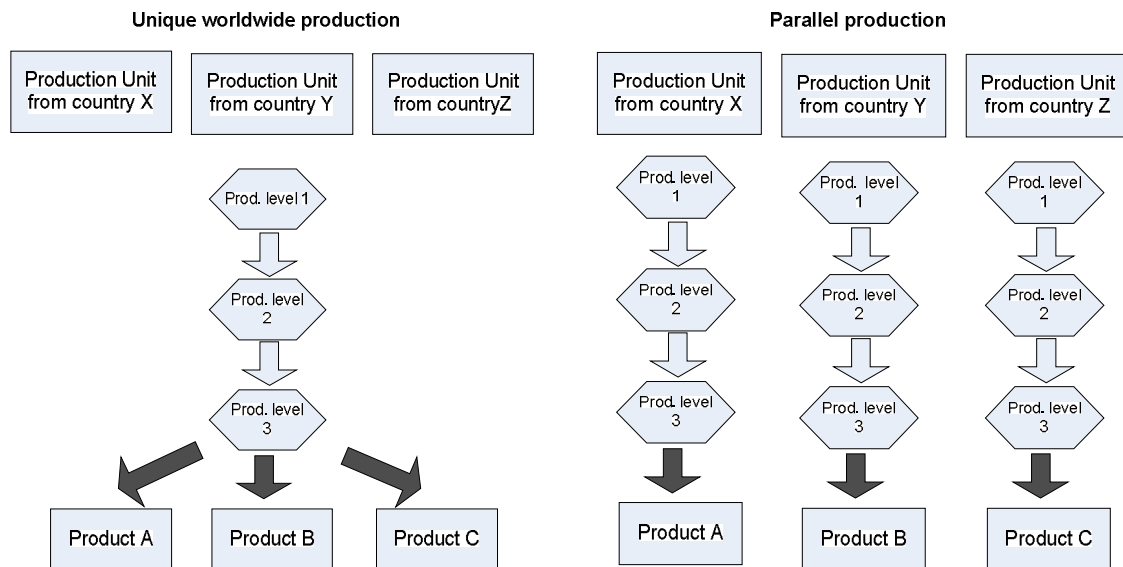 Unique worldwide production
Production Unit
from country X
Production Unit
from country Y
Production Unit
from countryZ
Prod. level 1
Prod. level
2
Prod. level
3
Product A
Product B
Product C
Parallel production
Production Unit
from country X
Production Unit
from country Y
Production Unit
from country Z
Prod. level
1
Prod. level
2
Prod. level
3
Product A
Prod. level
1
Prod. level
2
Prod. level
3
Product B
Prod. level
1
Prod. level
2
Prod. level
3
Product C